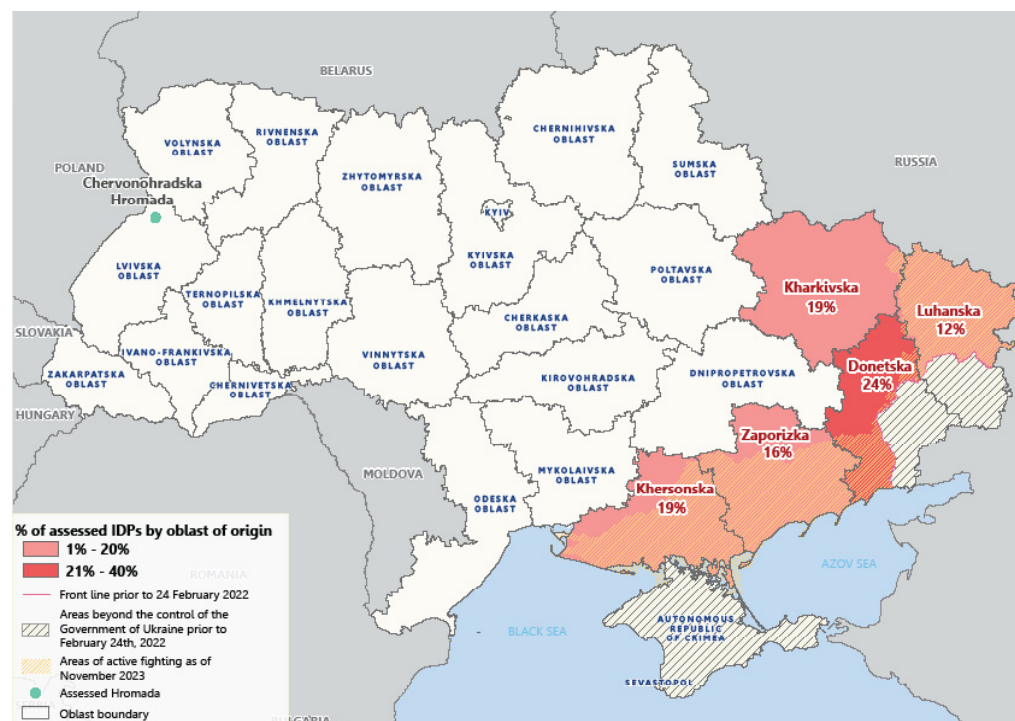 BELARUS
RUSSIA
POLAND
SLOVAKIA
HUNGARY
MOLDOVA
ROMANIA
BULGARIA
BLACK SEA
AZOV SEA
VOLYNSKA
OBLAST
RIVNENSKA
OBLAST
ZHYTOMYRSKA
OBLAST
CHERNIHIVSKA
OBLAST
SUMSKA
OBLAST
Chervonohradska
Hromada
KYIV
KYIVSKA
OBLAST
LVIVSKA
OBLAST
TERNOPILSKA
OBLAST
KHMELNYTSKA
OBLAST
POLTAVSKA
OBLAST
CHERKASKA
OBLAST
Kharkivska
19%
Luhanska
12%
IVANO-FRANKIVSKA
OBLAST
ZAKARPATSKA
OBLAST
CHERNIVETSKA
OBLAST
VINNYTSKA
OBLAST
KIROVOHRADSKA
OBLAST
DNIPROPETROVSKA
OBLAST
Donetska
24%
Zaporizka
16%
MYKOLAIVSKA
OBLAST
ODESKA
OBLAST
Khersonska
19%
AUTONOMOUS
REPUBLIC
OF CRIMEA
SEVASTOPOL
% of assessed IDPs by oblast of origin
1% - 20%
21% - 40%
Front line prior to 24 February 2022
Areas beyond the control of the
Government of Ukraine prior to
February 24th, 2022
Areas of active fighting as of
November 2023
Assessed Hromada
Oblast boundary